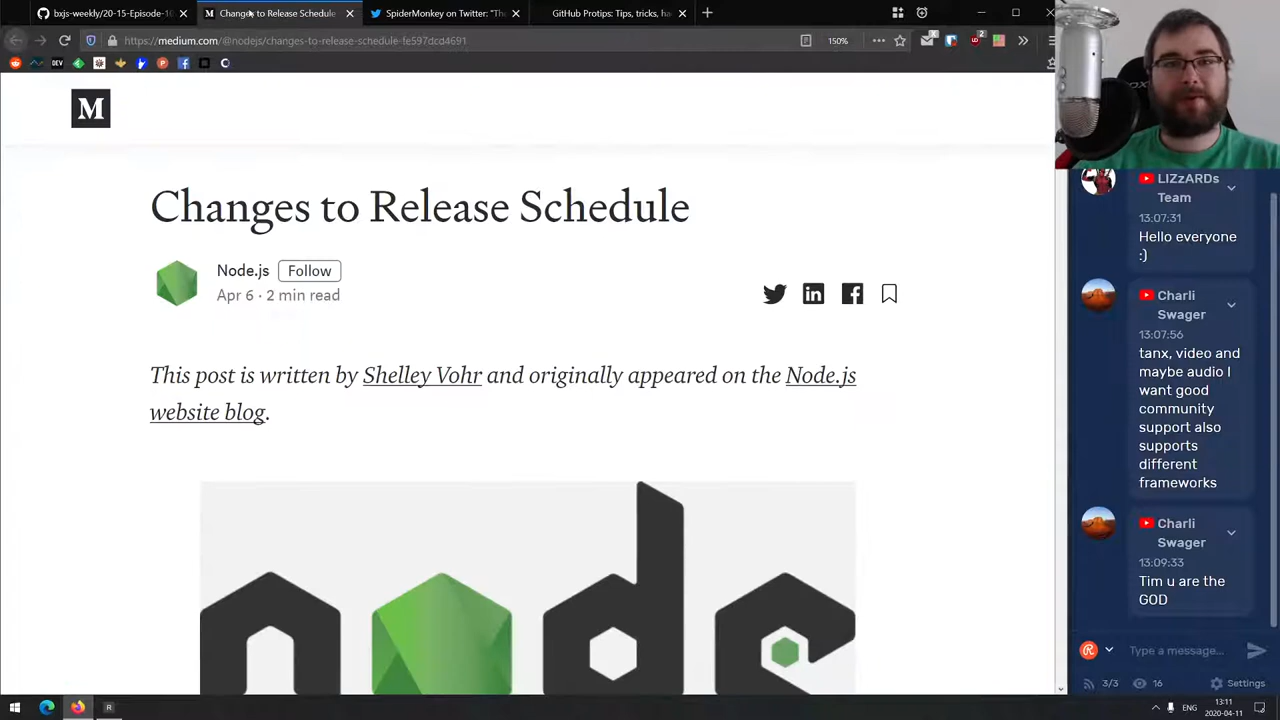 bxjs-weekly/20-15-Episode-10
Changes to Release Schedule
SpiderMonkey on Twitter: "The
GitHub Protips: Tips, tricks, ha
https://medium.com/@nodejs/changes-to-release-schedule-fe597dcd4691
150%
DEV
M
Changes to Release Schedule
Node.js Follow
Apr 6 · 2 min read
This post is written by Shelley Vohr and originally appeared on the Node.js
website blog.
node
LIZzARDs
Team
13:07:31
Hello everyone
:)
Charli
Swager
13:07:56
tanx, video and
maybe audio I
want good
community
support also
supports
different
frameworks
Charli
Swager
13:09:33
Tim u are the
GOD
Type a message...
3/3 16 Settings
ENG
13:11
2020-04-11